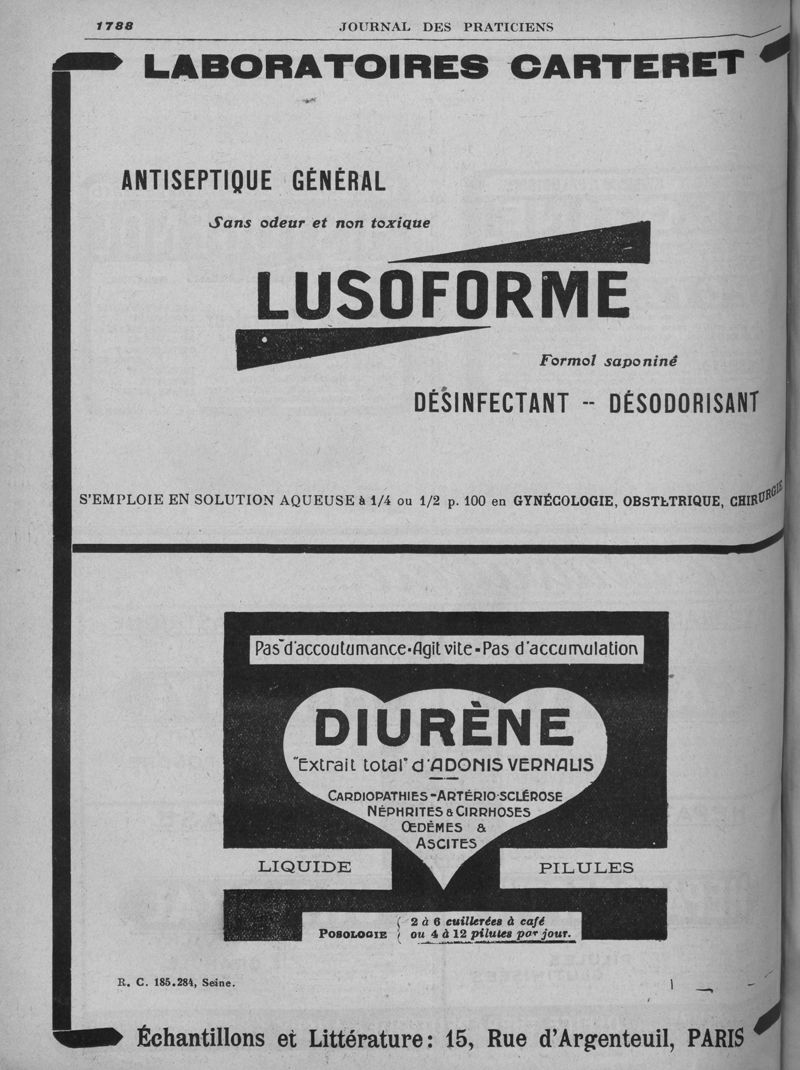 1788
JOURNAL DES PRATICIENS
LABORATOIRES CARTERET
ANTISEPTIQUE GÉNÉRAL
Sans odeur et non toxique
LUSOFORME
Formol saponiné
DÉSINFECTANT -- DÉSODORISANT
S'EMPLOIE EN SOLUTION AQUEUSE à 1/4 ou 1/2 p. 100 en GYNÉCOLOGIE, OBSTÉTRIQUE, CHIRURGIE
Pas d'accoutumance-Agit vite-Pas d'accumulation
DIURÈNE
"Extrait total" d'ADONIS VERNALIS
CARDIOPATHIES-ARTÉRIO-SCLÉROSE
NÉPHRITES & CIRRHOSES
ŒDÈMES &
ASCITES
LIQUIDE
PILULES
POSOLOGIE { 2 à 6 cuillerées à café
ou 4 à 12 pilules par jour.
R. C. 185.284, Seine.
Échantillons et Littérature: 15, Rue d'Argenteuil, PARIS